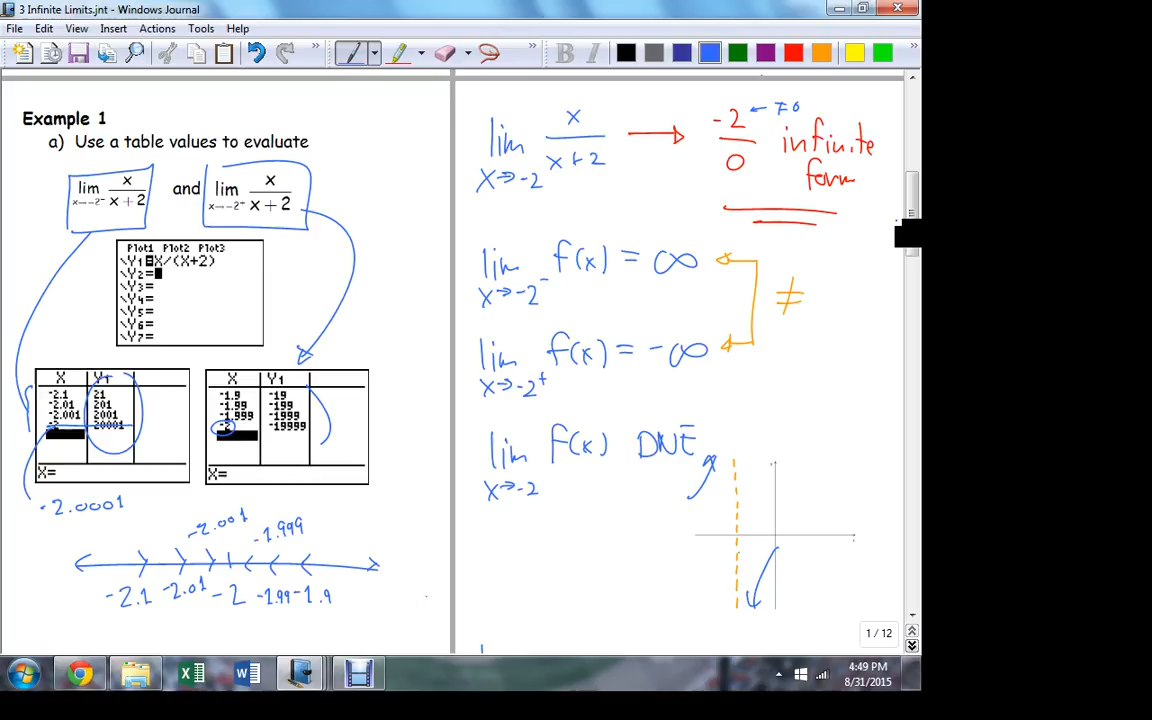 3 Infinite Limits.jnt - Windows Journal
File Edit View Insert Actions Tools Help
Example 1
a) Use a table values to evaluate
lim x→-2⁻ x/(x+2) and lim x→-2⁻ x/(x+2)
Plot1 Plot2 Plot3
\Y1=X/(X+2)
\Y2=
\Y3=
\Y4=
\Y5=
\Y6=
\Y7=
X Y1
-2.1 21
-2.01 201
-2.001 2001
-2 20001
X=
X Y1
-1.9 -19
-1.99 -199
-1.999 -1999
-2 -19999
X=
-2.0001
-2.001 -1.999
-2.1 -2.01 -2 -1.99 -1.9
lim x→-2 x/(x+2) → -2/0 ← ≠0 infinite form
lim x→-2⁻ f(x) = ∞
≠
lim x→-2⁺ f(x) = -∞
lim x→-2 f(x) DNE
1 / 12
4:49 PM
8/31/2015